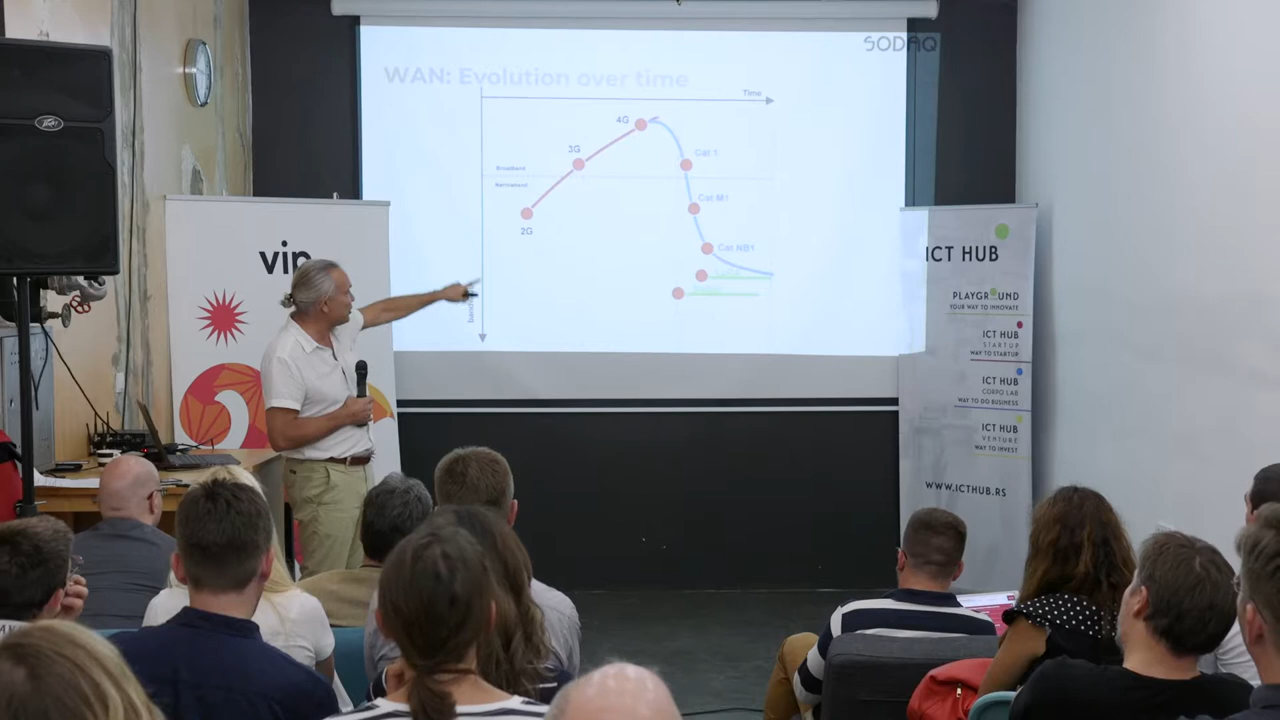 SODAQ
WAN: Evolution over time
Time
4G
3G
Cat 1
Broadband
Narrowband
Cat M1
2G
Cat NB1
PEAVEY
vip
ICT HUB
PLAYGROUND
YOUR WAY TO INNOVATE
ICT HUB
STARTUP
WAY TO STARTUP
ICT HUB
CORPO LAB
WAY TO DO BUSINESS
ICT HUB
VENTURE
WAY TO INVEST
WWW.ICTHUB.RS